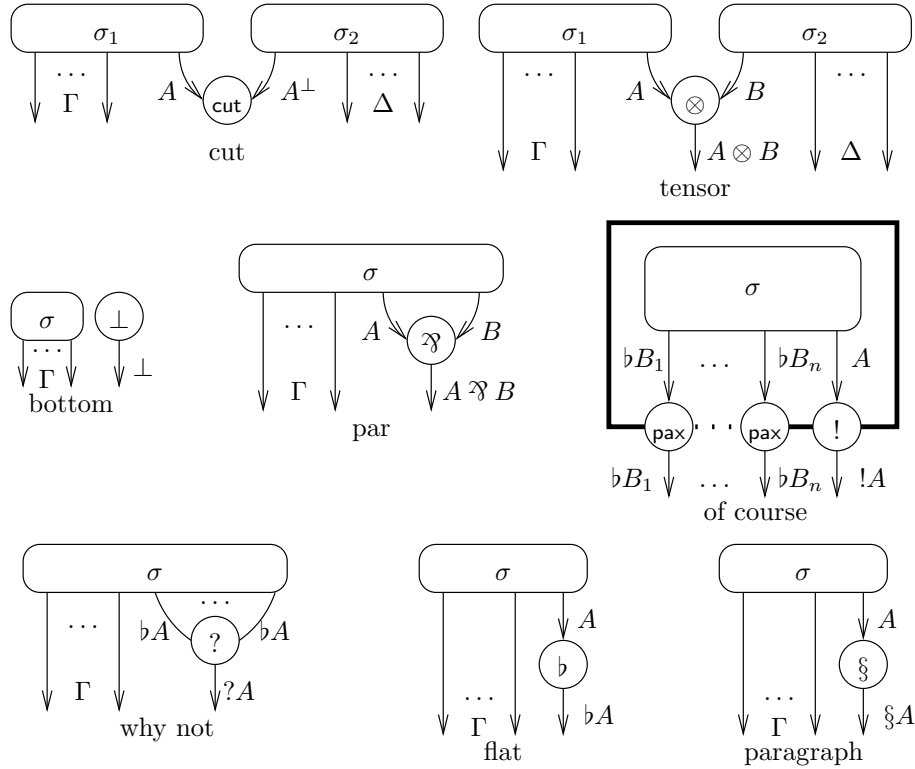 σ₁ σ₂ σ₁ σ₂
... ... ... ...
Γ A cut A⊥ Δ A ⊗ B
cut Γ A ⊗ B Δ
tensor
σ
σ σ
⊥ ... A ⅋ B ♭B₁ ... ♭Bₙ A
... Γ ⊥ Γ A ⅋ B pax ... pax !
bottom par ♭B₁ ... ♭Bₙ !A
of course
σ σ σ
... ... A A
♭A ? ♭A ♭ §
Γ ?A ... ♭A ... §A
why not Γ Γ
flat paragraph